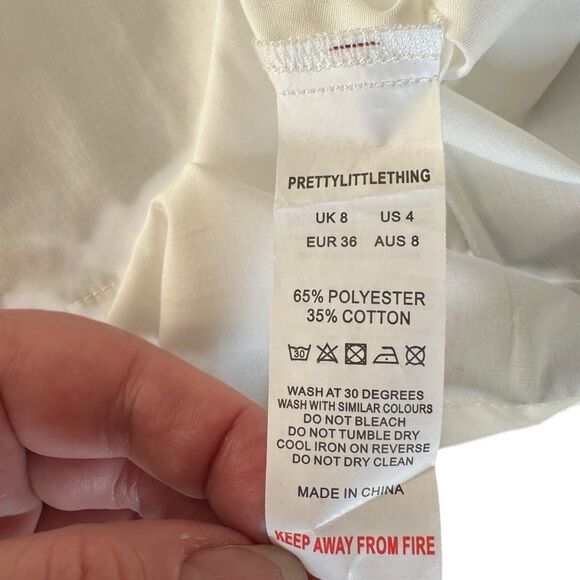 PRETTYLITTLETHING
UK 8 US 4
EUR 36 AUS 8
65% POLYESTER
35% COTTON
30
WASH AT 30 DEGREES
WASH WITH SIMILAR COLOURS
DO NOT BLEACH
DO NOT TUMBLE DRY
COOL IRON ON REVERSE
DO NOT DRY CLEAN
MADE IN CHINA
KEEP AWAY FROM FIRE